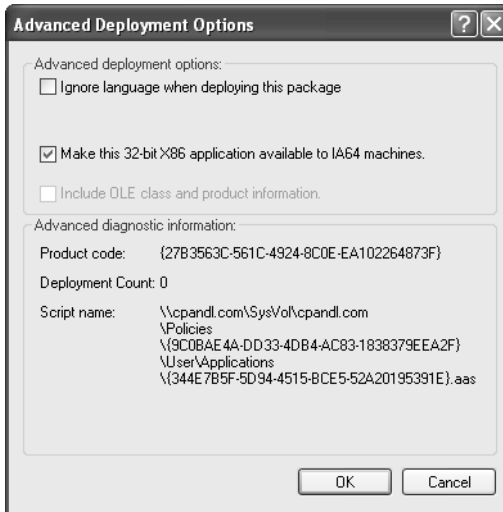 Advanced Deployment Options
Advanced deployment options:
Ignore language when deploying this package
Make this 32-bit X86 application available to IA64 machines.
Include OLE class and product information.
Advanced diagnostic information:
Product code: {27B3563C-561C-4924-8C0E-EA102264873F}
Deployment Count: 0
Script name: \\cpandl.com\SysVol\cpandl.com
\Policies
\{9C0BAE4A-DD33-4DB4-AC83-1838379EEA2F}
\User\Applications
\{344E7B5F-5D94-4515-BCE5-52A20195391E}.aas
OK Cancel